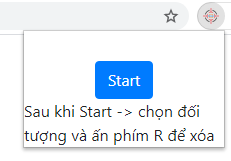 Start
Sau khi Start -> chọn đối
tượng và ấn phím R để xóa